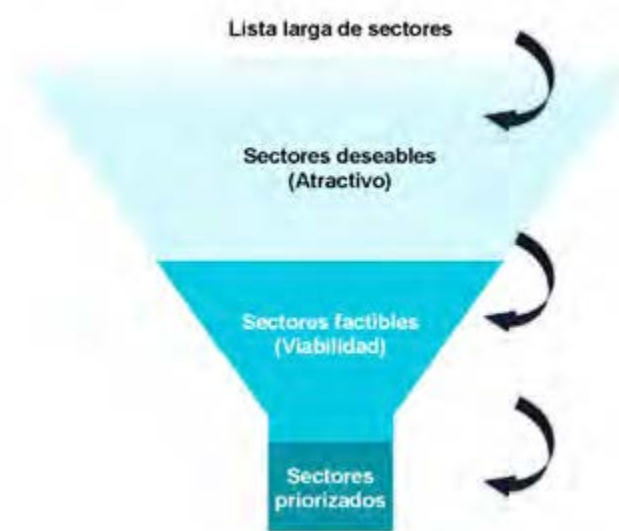 Lista larga de sectores
Sectores deseables
(Atractivo)
Sectores factibles
(Viabilidad)
Sectores
priorizados